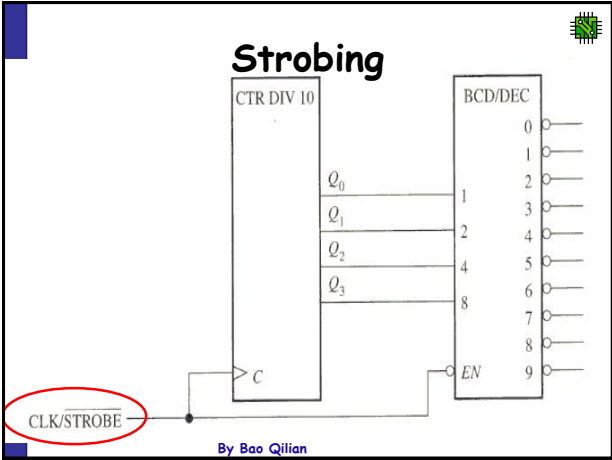 Strobing
CTR DIV 10
BCD/DEC
0
1
2
3
4
5
6
7
8
9
Q₀
Q₁
Q₂
Q₃
1
2
4
8
C
EN
CLK/S̅T̅R̅O̅B̅E̅
By Bao Qilian